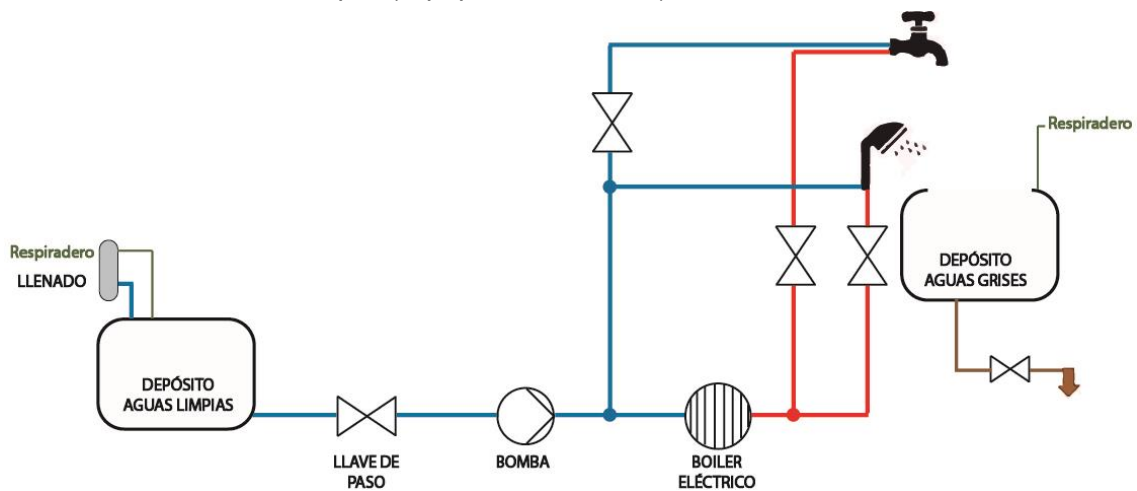 Respiradero
Respiradero
LLENADO
DEPÓSITO
AGUAS GRISES
DEPÓSITO
AGUAS LIMPIAS
LLAVE DE
PASO
BOMBA
BOILER
ELÉCTRICO